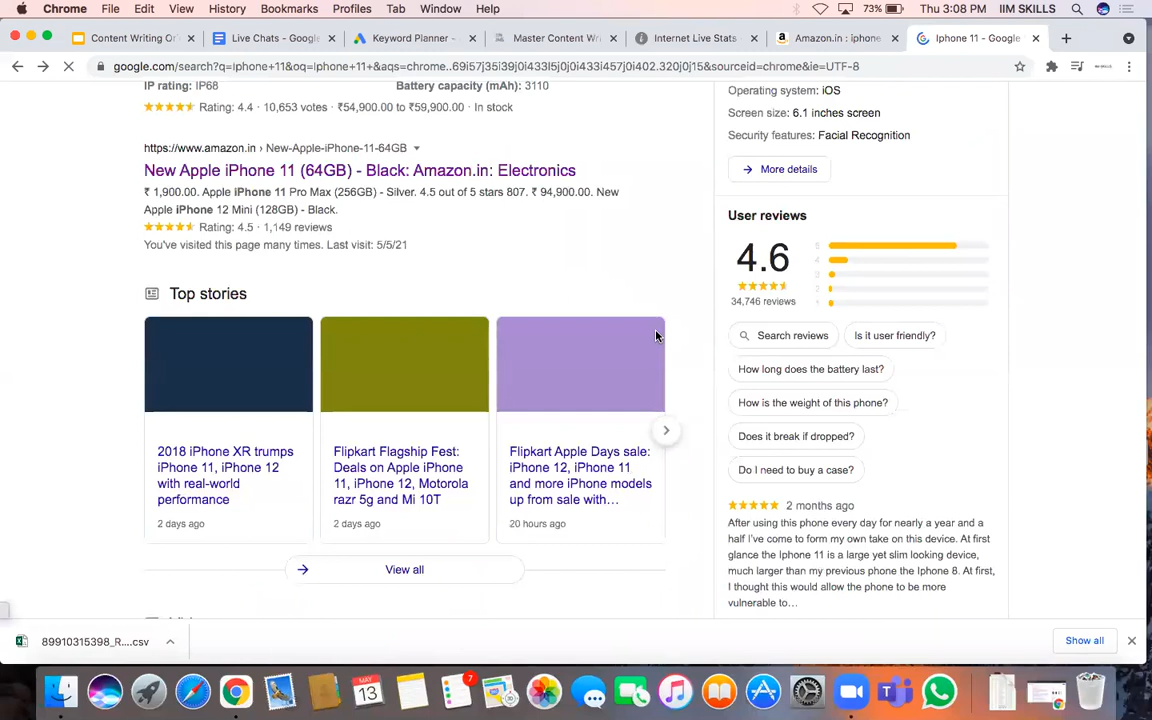 Chrome File Edit View History Bookmarks Profiles Tab Window Help 73% Thu 3:08 PM IIM SKILLS
Content Writing Or Live Chats - Google Keyword Planner - Master Content Wr Internet Live Stats Amazon.in : iphone Iphone 11 - Google
google.com/search?q=iphone+11&oq=iphone+11+&aqs=chrome..69i57j35i39j0i433l5j0j0i433i457j0i402.320j0j15&sourceid=chrome&ie=UTF-8
IP rating: IP68 Battery capacity (mAh): 3110
Rating: 4.4 · 10,653 votes · ₹54,900.00 to ₹59,900.00 · In stock
https://www.amazon.in › New-Apple-iPhone-11-64GB
New Apple iPhone 11 (64GB) - Black: Amazon.in: Electronics
₹ 1,900.00. Apple iPhone 11 Pro Max (256GB) - Silver. 4.5 out of 5 stars 807. ₹ 94,900.00. New
Apple iPhone 12 Mini (128GB) - Black.
Rating: 4.5 · 1,149 reviews
You've visited this page many times. Last visit: 5/5/21
Top stories
2018 iPhone XR trumps
iPhone 11, iPhone 12
with real-world
performance
2 days ago
Flipkart Flagship Fest:
Deals on Apple iPhone
11, iPhone 12, Motorola
razr 5g and Mi 10T
2 days ago
Flipkart Apple Days sale:
iPhone 12, iPhone 11
and more iPhone models
up from sale with...
20 hours ago
View all
Operating system: iOS
Screen size: 6.1 inches screen
Security features: Facial Recognition
More details
User reviews
4.6
34,746 reviews
5
4
3
2
1
Search reviews Is it user friendly?
How long does the battery last?
How is the weight of this phone?
Does it break if dropped?
Do I need to buy a case?
2 months ago
After using this phone every day for nearly a year and a
half I've come to form my own take on this device. At first
glance the Iphone 11 is a large yet slim looking device,
much larger than my previous phone the Iphone 8. At first,
I thought this would allow the phone to be more
vulnerable to...
89910315398_R....csv Show all
MAY
13
7